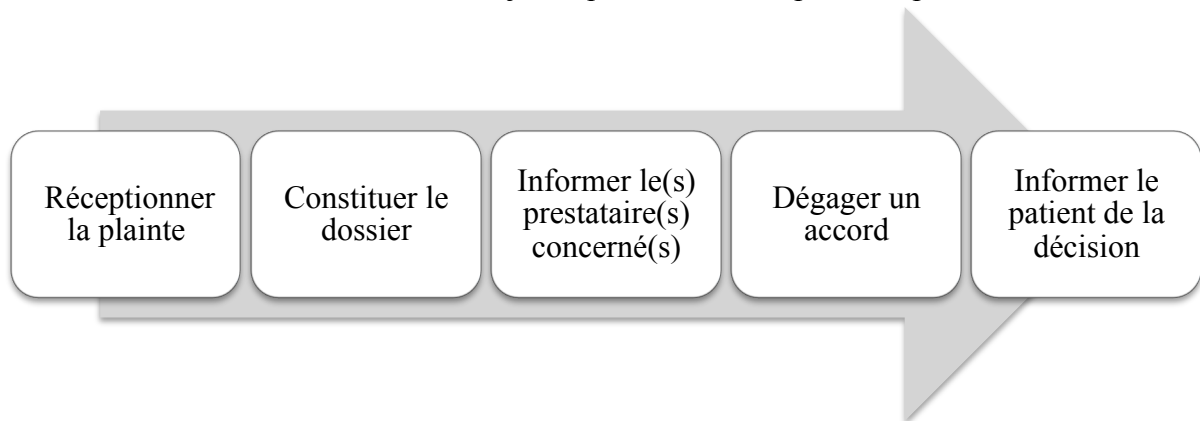 Réceptionner
la plainte
Constituer le
dossier
Informer le(s)
prestataire(s)
concerné(s)
Dégager un
accord
Informer le
patient de la
décision